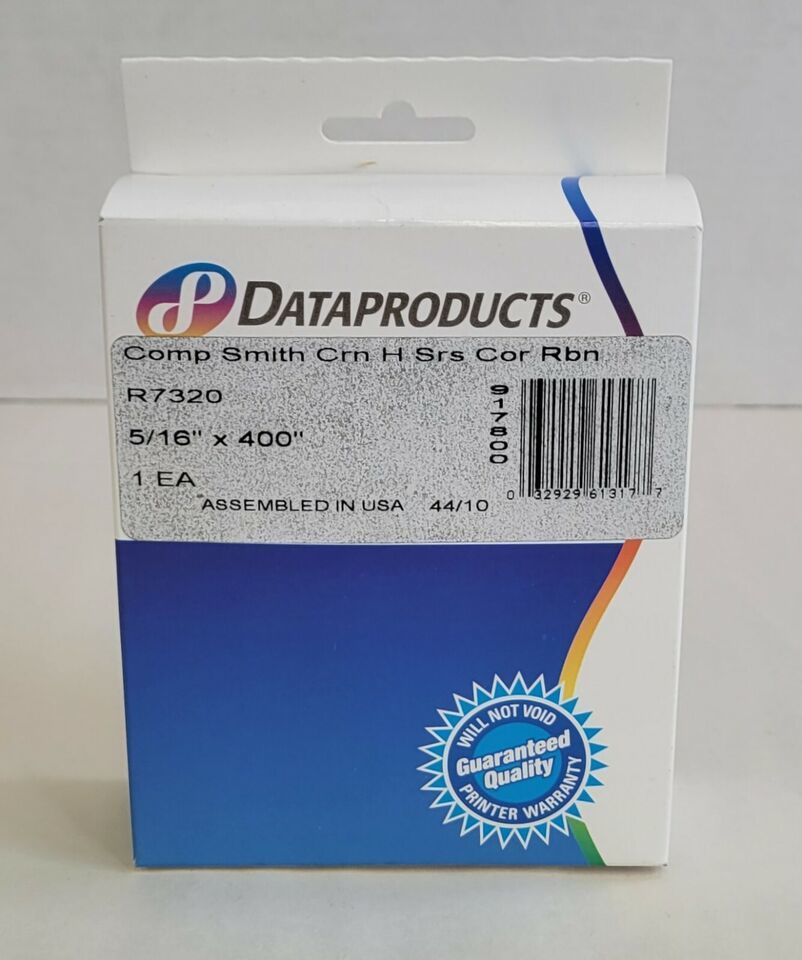 DATAPRODUCTS®
Comp Smith Crn H Srs Cor Rbn
R7320
5/16" x 400"
1 EA
ASSEMBLED IN USA 44/10
917800
0 32929 61317 7
WILL NOT VOID
Guaranteed
Quality
PRINTER WARRANTY